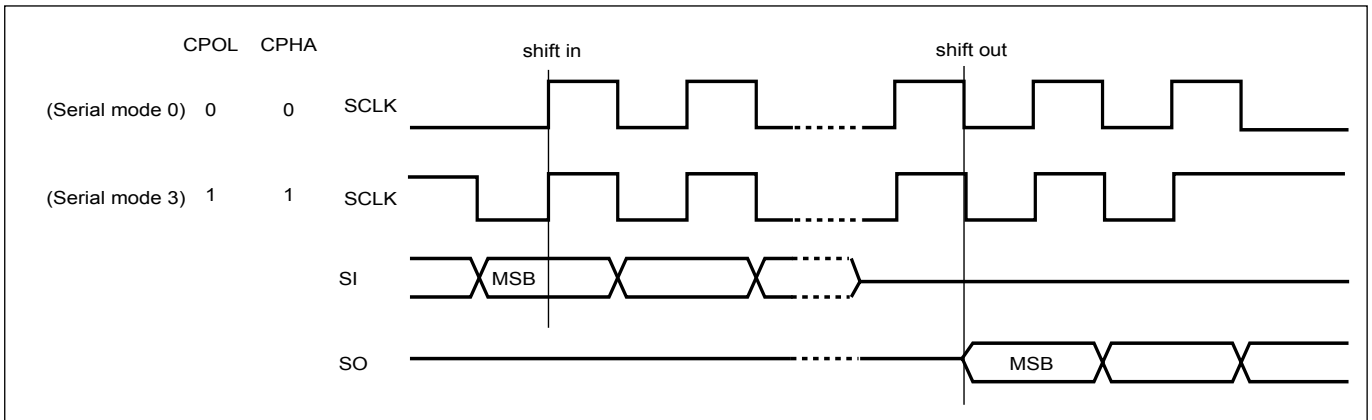 CPOL CPHA shift in shift out
(Serial mode 0) 0 0 SCLK
(Serial mode 3) 1 1 SCLK
SI MSB
SO MSB